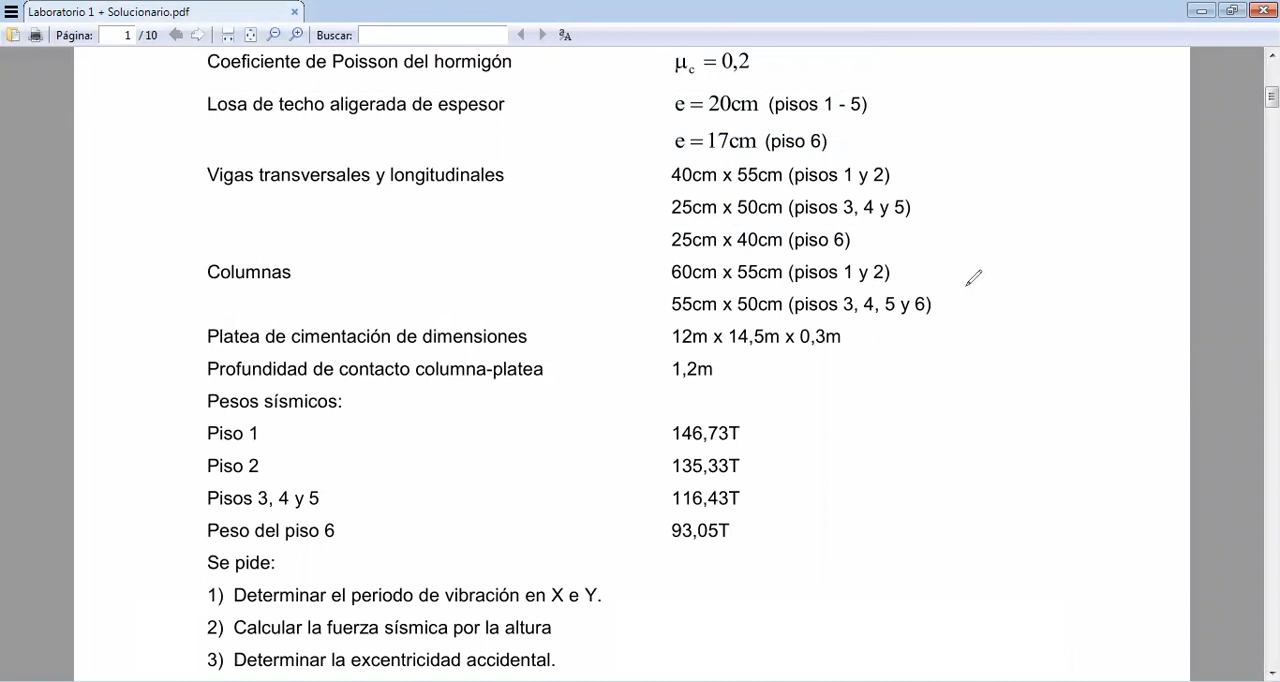 Laboratorio 1 + Solucionario.pdf
Página: 1 / 10 Buscar:
Coeficiente de Poisson del hormigón μc = 0,2
Losa de techo aligerada de espesor e = 20cm (pisos 1 - 5)
e = 17cm (piso 6)
Vigas transversales y longitudinales 40cm x 55cm (pisos 1 y 2)
25cm x 50cm (pisos 3, 4 y 5)
25cm x 40cm (piso 6)
Columnas 60cm x 55cm (pisos 1 y 2)
55cm x 50cm (pisos 3, 4, 5 y 6)
Platea de cimentación de dimensiones 12m x 14,5m x 0,3m
Profundidad de contacto columna-platea 1,2m
Pesos sísmicos:
Piso 1 146,73T
Piso 2 135,33T
Pisos 3, 4 y 5 116,43T
Peso del piso 6 93,05T
Se pide:
1) Determinar el periodo de vibración en X e Y.
2) Calcular la fuerza sísmica por la altura
3) Determinar la excentricidad accidental.